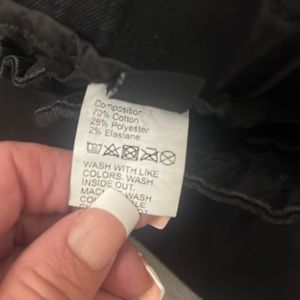 Composition:
70% Cotton
28% Polyester
2% Elastane
WASH WITH LIKE
COLORS. WASH
INSIDE OUT.